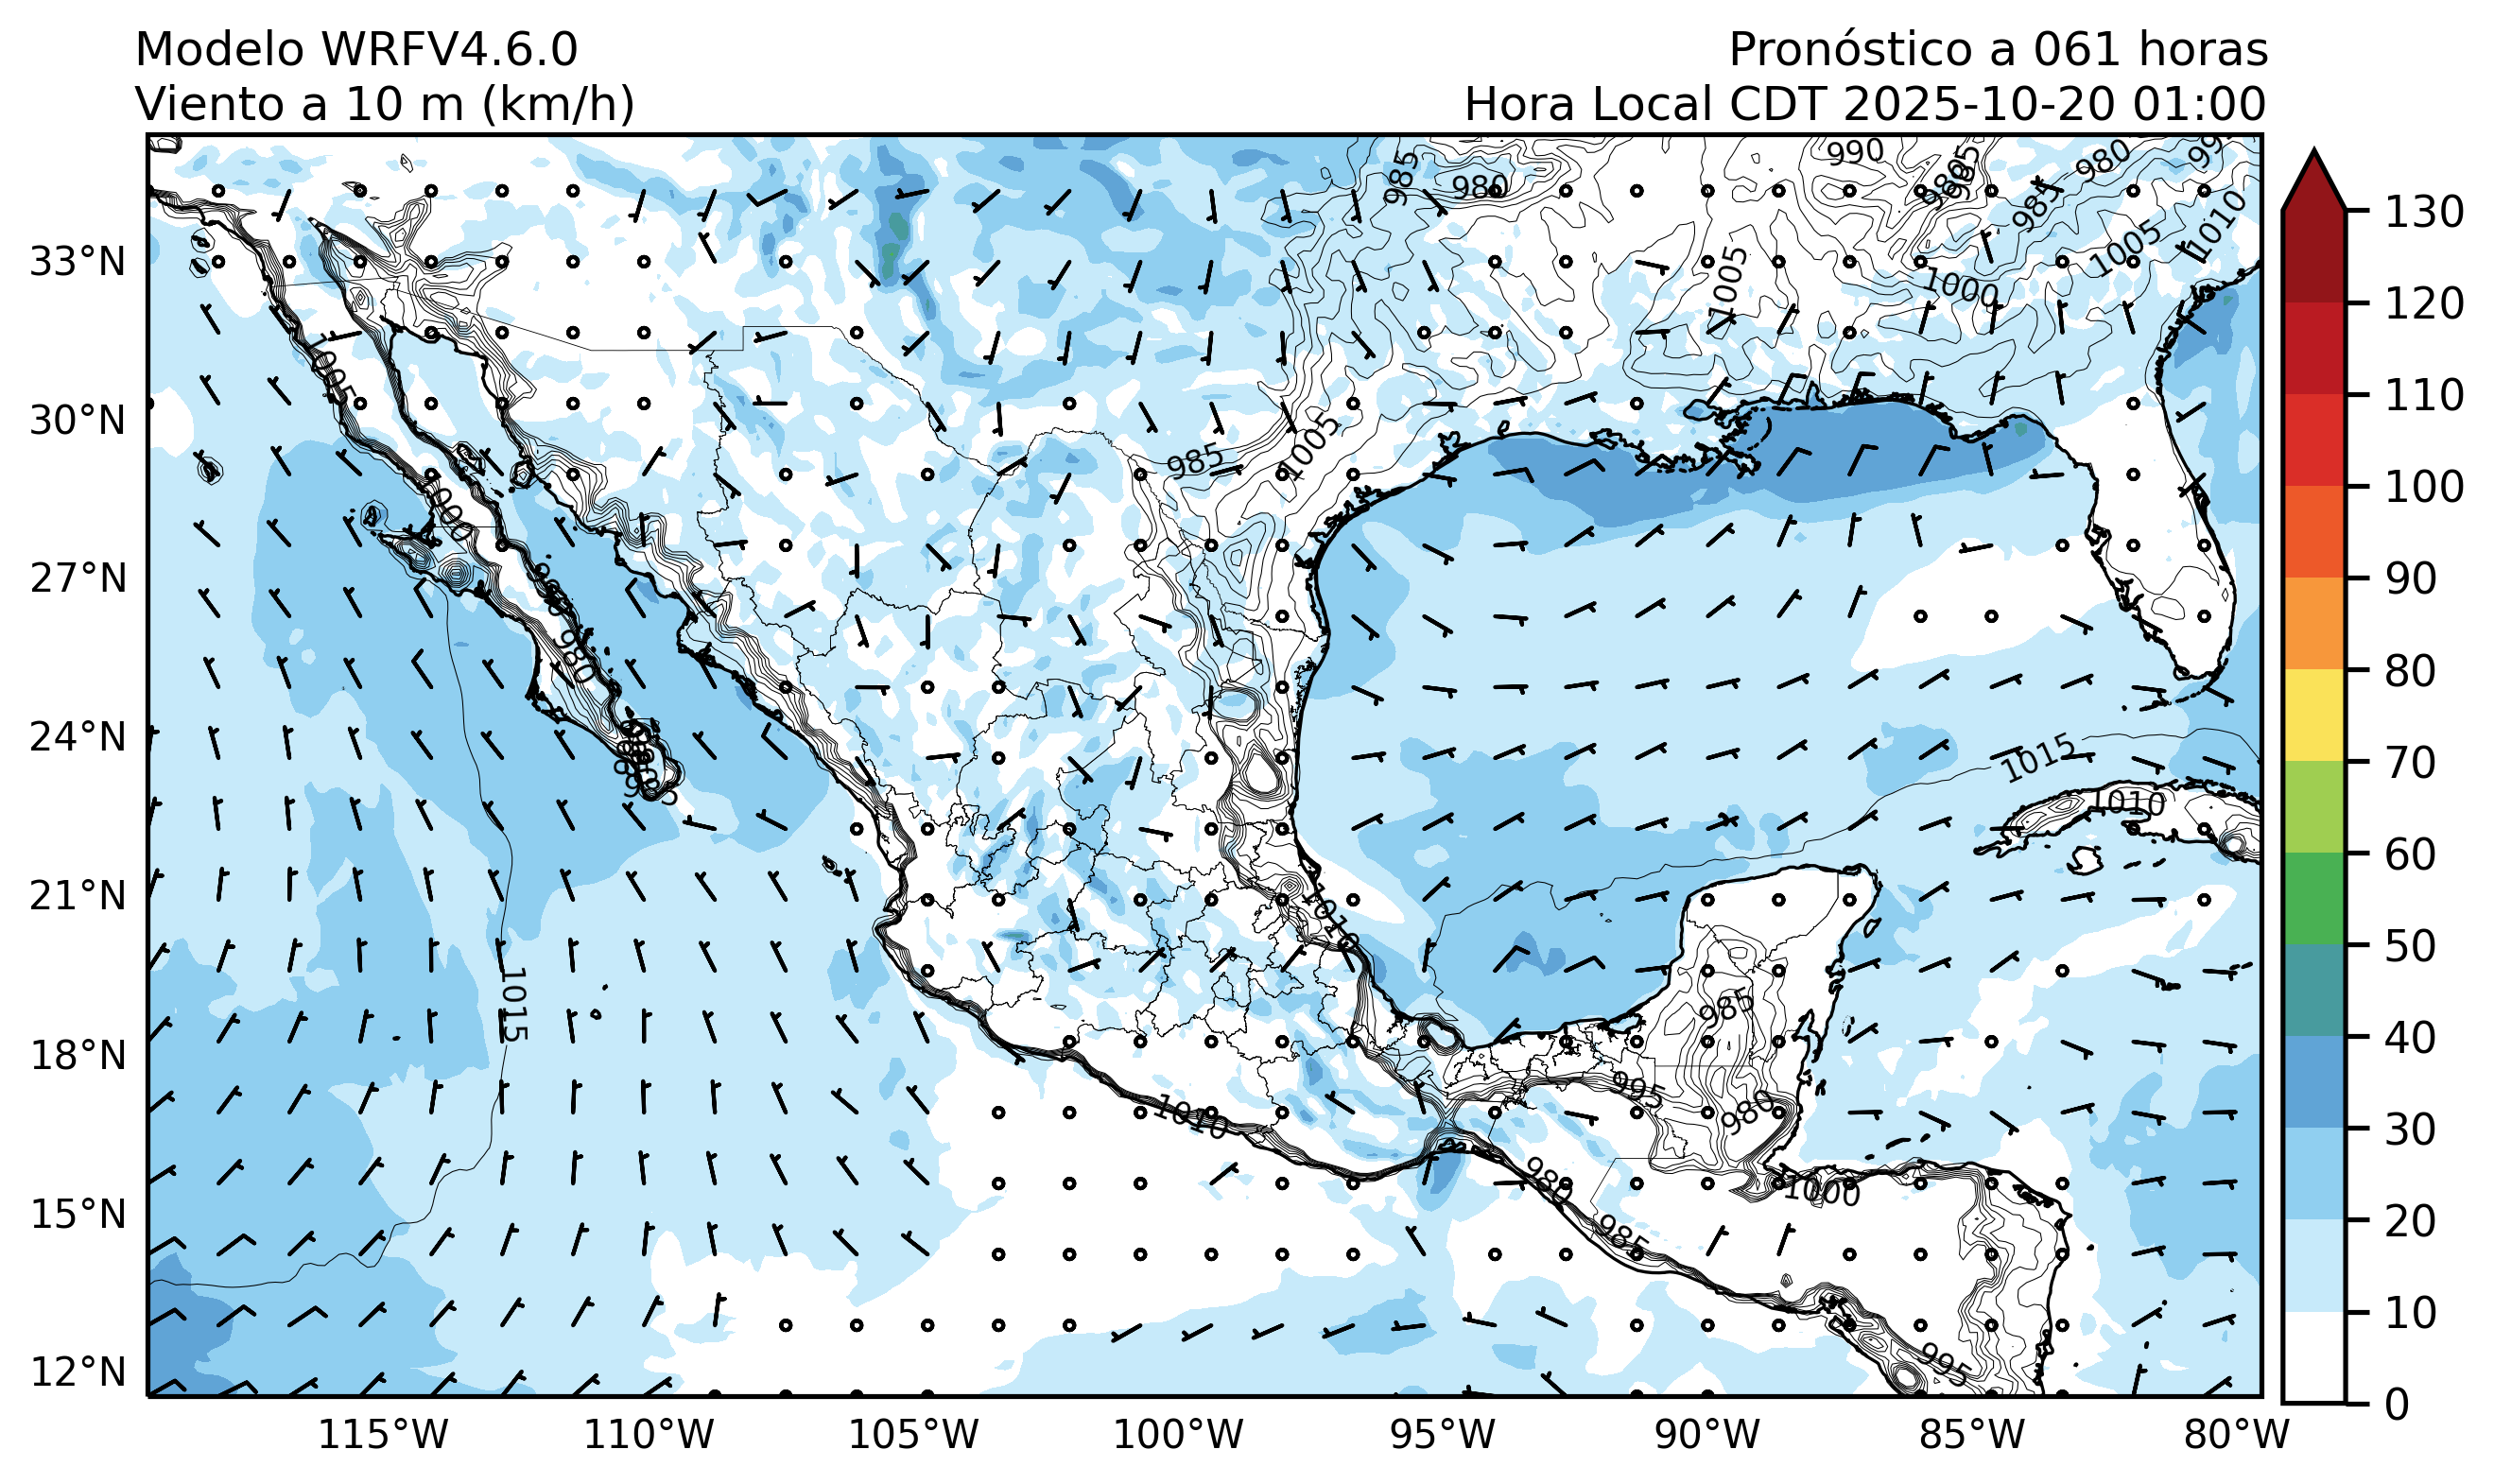 Modelo WRFV4.6.0
Viento a 10 m (km/h)
Pronóstico a 061 horas
Hora Local CDT 2025-10-20 01:00
985
980
990
985
980
985
1010
1005
1000
1005
1005
985
1005
1000
980
1015
1010
1010
1015
985
995
980
1010
980
1000
985
995
33°N
30°N
27°N
24°N
21°N
18°N
15°N
12°N
115°W
110°W
105°W
100°W
95°W
90°W
85°W
80°W
130
120
110
100
90
80
70
60
50
40
30
20
10
0